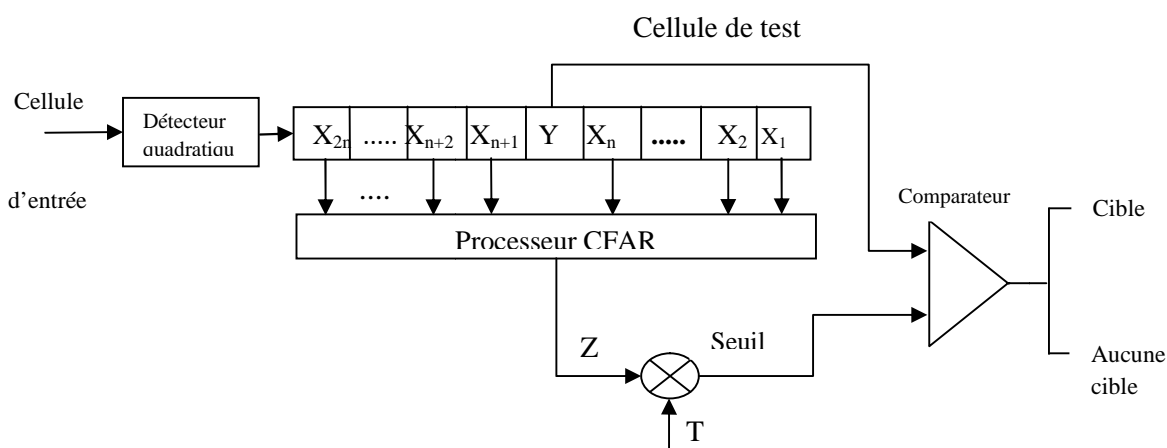 Cellule de test
Cellule
d'entrée
Détecteur
quadratiqu
X2n ..... Xn+2 Xn+1 Y Xn ..... X2 X1
....
Processeur CFAR
Comparateur
Cible
Aucune
cible
Z
Seuil
T